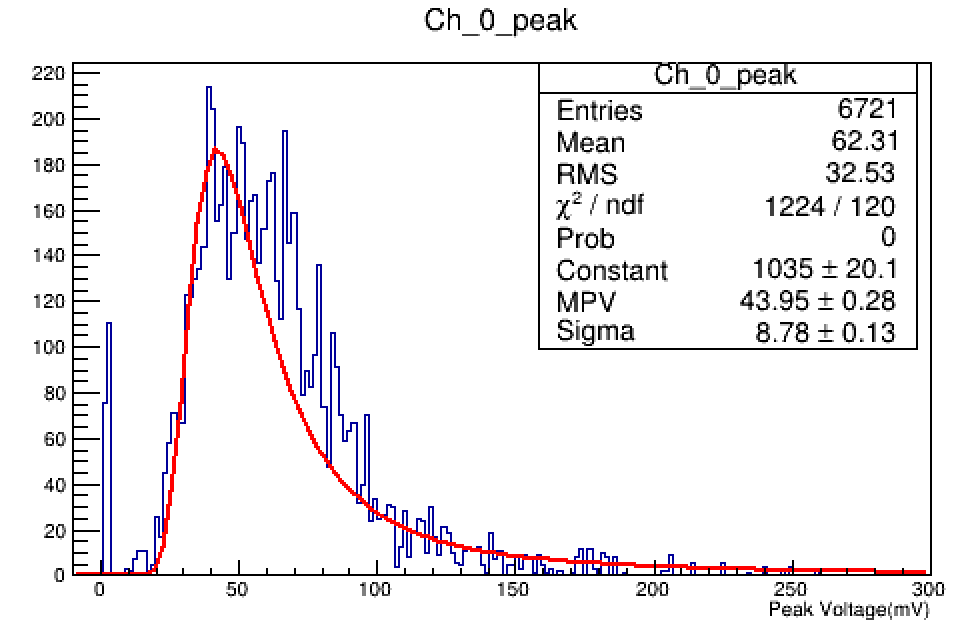 Ch_0_peak
Ch_0_peak
Entries 6721
Mean 62.31
RMS 32.53
χ² / ndf 1224 / 120
Prob 0
Constant 1035 ± 20.1
MPV 43.95 ± 0.28
Sigma 8.78 ± 0.13
220
200
180
160
140
120
100
80
60
40
20
0
0 50 100 150 200 250 300
Peak Voltage(mV)